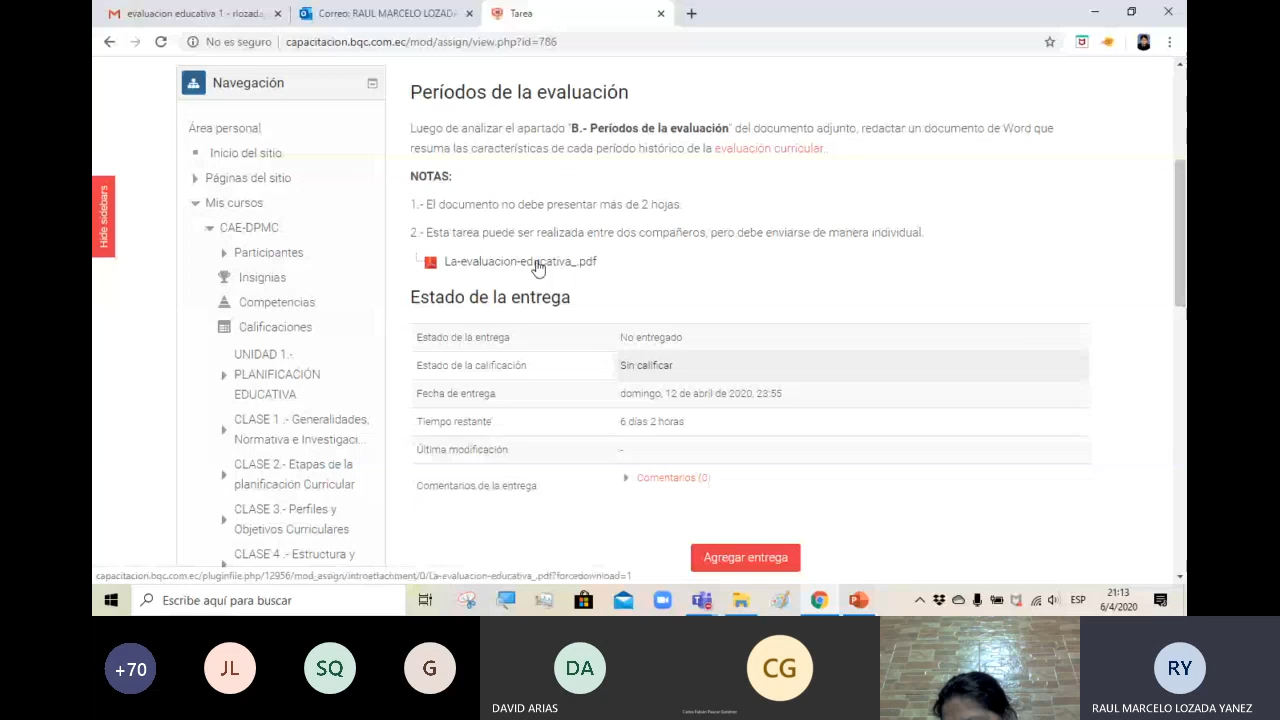 evaluacion educativa 1 - rozada.
Correo: RAUL MARCELO LOZAD
Tarea
No es seguro
capacitacion.bqc.com.ec/mod/assign/view.php?id=786
Hide sidebars
Navegación
Área personal
Inicio del sitio
Páginas del sitio
Mis cursos
CAE-DPMC
Participantes
Insignias
Competencias
Calificaciones
UNIDAD 1.-
PLANIFICACIÓN
EDUCATIVA
CLASE 1 .- Generalidades,
Normativa e Investigaci...
CLASE 2.- Etapas de la
planificación Curricular
CLASE 3.- Perfiles y
Objetivos Curriculares
CLASE 4 .- Estructura y
Períodos de la evaluación
Luego de analizar el apartado "B.- Períodos de la evaluación" del documento adjunto, redactar un documento de Word que
resuma las características de cada período histórico de la evaluación curricular.
NOTAS:
1.- El documento no debe presentar más de 2 hojas.
2.- Esta tarea puede ser realizada entre dos compañeros, pero debe enviarse de manera individual.
La-evaluacion-educativa_.pdf
Estado de la entrega
Estado de la entrega No entregado
Estado de la calificación Sin calificar
Fecha de entrega domingo, 12 de abril de 2020, 23:55
Tiempo restante 6 días 2 horas
Última modificación -
Comentarios de la entrega Comentarios (0)
Agregar entrega
capacitacion.bqc.com.ec/pluginfile.php/12956/mod_assign/introattachment/0/La-evaluacion-educativa_.pdf?forcedownload=1
Escribe aquí para buscar
ESP
21:13
6/4/2020
+70
JL
SQ
G
DA
DAVID ARIAS
CG
RY
RAUL MARCELO LOZADA YANEZ